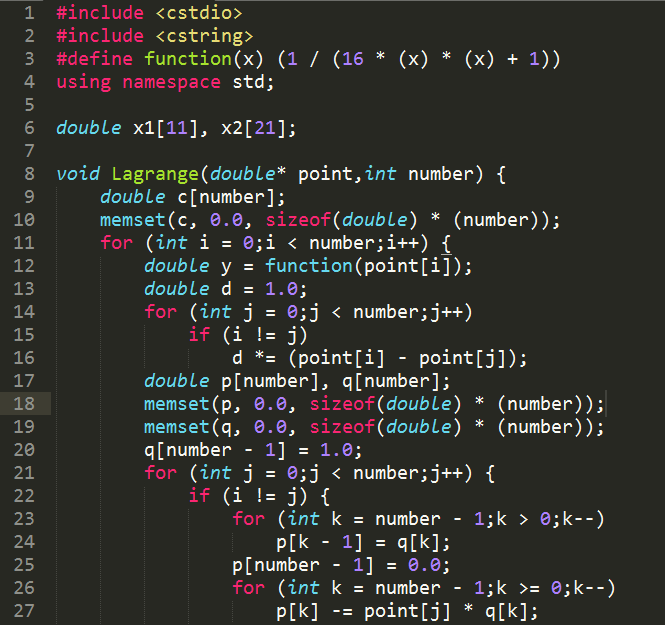 1 #include <cstdio>
2 #include <cstring>
3 #define function(x) (1 / (16 * (x) * (x) + 1))
4 using namespace std;
5
6 double x1[11], x2[21];
7
8 void Lagrange(double* point,int number) {
9     double c[number];
10     memset(c, 0.0, sizeof(double) * (number));
11     for (int i = 0;i < number;i++) {
12         double y = function(point[i]);
13         double d = 1.0;
14         for (int j = 0;j < number;j++)
15             if (i != j)
16                 d *= (point[i] - point[j]);
17         double p[number], q[number];
18         memset(p, 0.0, sizeof(double) * (number));
19         memset(q, 0.0, sizeof(double) * (number));
20         q[number - 1] = 1.0;
21         for (int j = 0;j < number;j++) {
22             if (i != j) {
23                 for (int k = number - 1;k > 0;k--)
24                     p[k - 1] = q[k];
25                 p[number - 1] = 0.0;
26                 for (int k = number - 1;k >= 0;k--)
27                     p[k] -= point[j] * q[k];